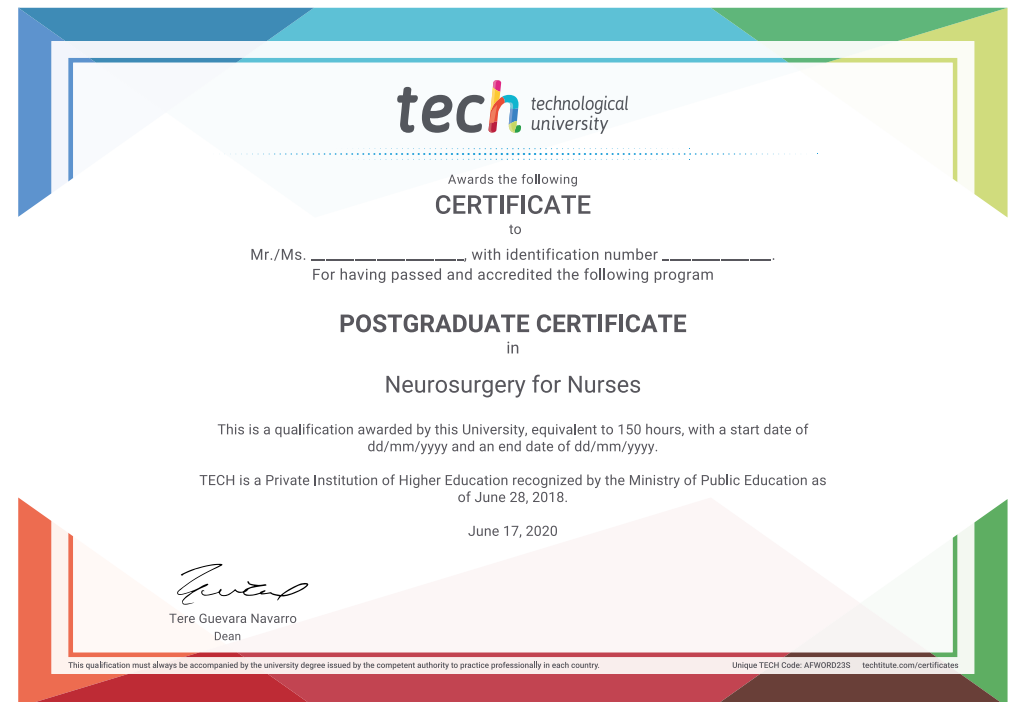 tech technological
university
Awards the following
CERTIFICATE
to
Mr./Ms. ____________________, with identification number ______________.
For having passed and accredited the following program
POSTGRADUATE CERTIFICATE
in
Neurosurgery for Nurses
This is a qualification awarded by this University, equivalent to 150 hours, with a start date of
dd/mm/yyyy and an end date of dd/mm/yyyy.
TECH is a Private Institution of Higher Education recognized by the Ministry of Public Education as
of June 28, 2018.
June 17, 2020
Tere Guevara Navarro
Dean
This qualification must always be accompanied by the university degree issued by the competent authority to practice professionally in each country.
Unique TECH Code: AFWORD23S techtitute.com/certificates